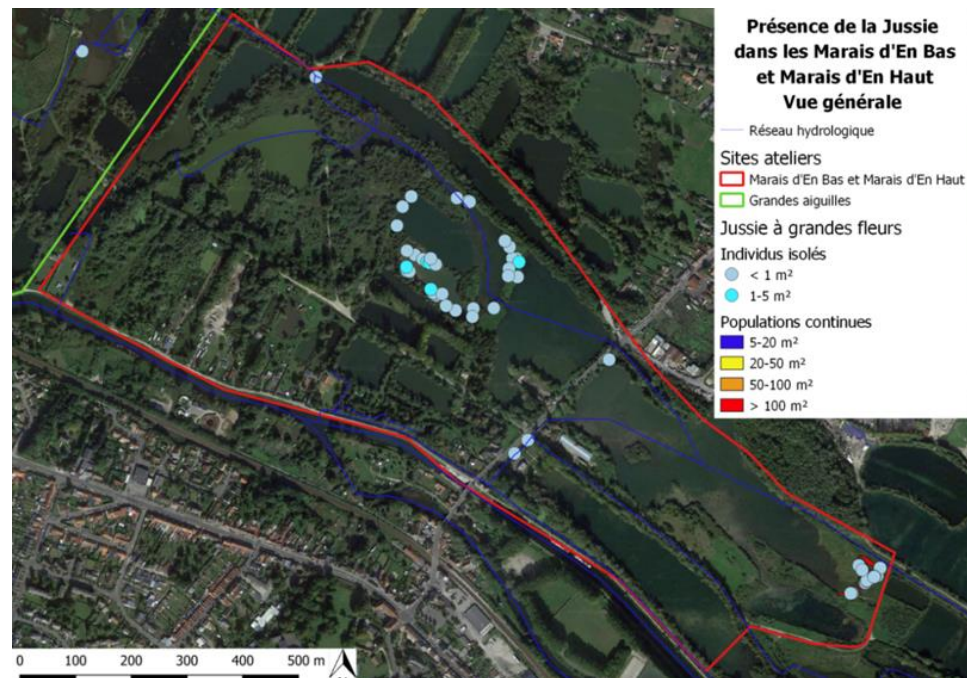 Présence de la Jussie
dans les Marais d'En Bas
et Marais d'En Haut
Vue générale
Réseau hydrologique
Sites ateliers
Marais d'En Bas et Marais d'En Haut
Grandes aiguilles
Jussie à grandes fleurs
Individus isolés
< 1 m²
1-5 m²
Populations continues
5-20 m²
20-50 m²
50-100 m²
> 100 m²
0 100 200 300 400 500 m